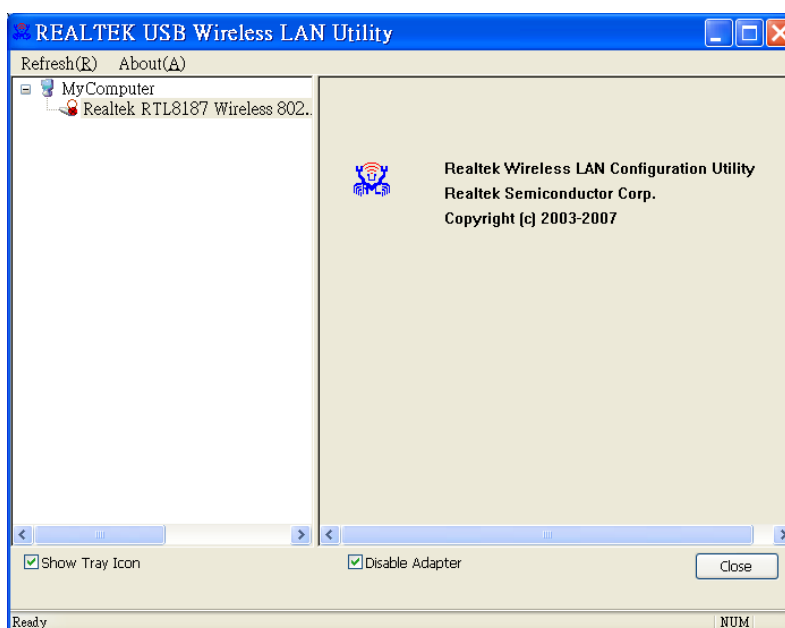 REALTEK USB Wireless LAN Utility
Refresh(R) About(A)
MyComputer
Realtek RTL8187 Wireless 802..
Realtek Wireless LAN Configuration Utility
Realtek Semiconductor Corp.
Copyright (c) 2003-2007
Show Tray Icon
Disable Adapter
Close
Ready
NUM